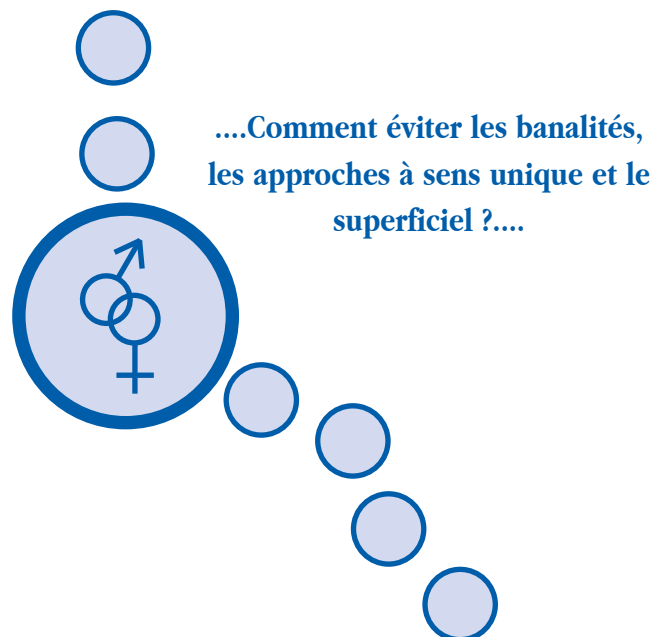 ....Comment éviter les banalités,
les approches à sens unique et le
superficiel ?....